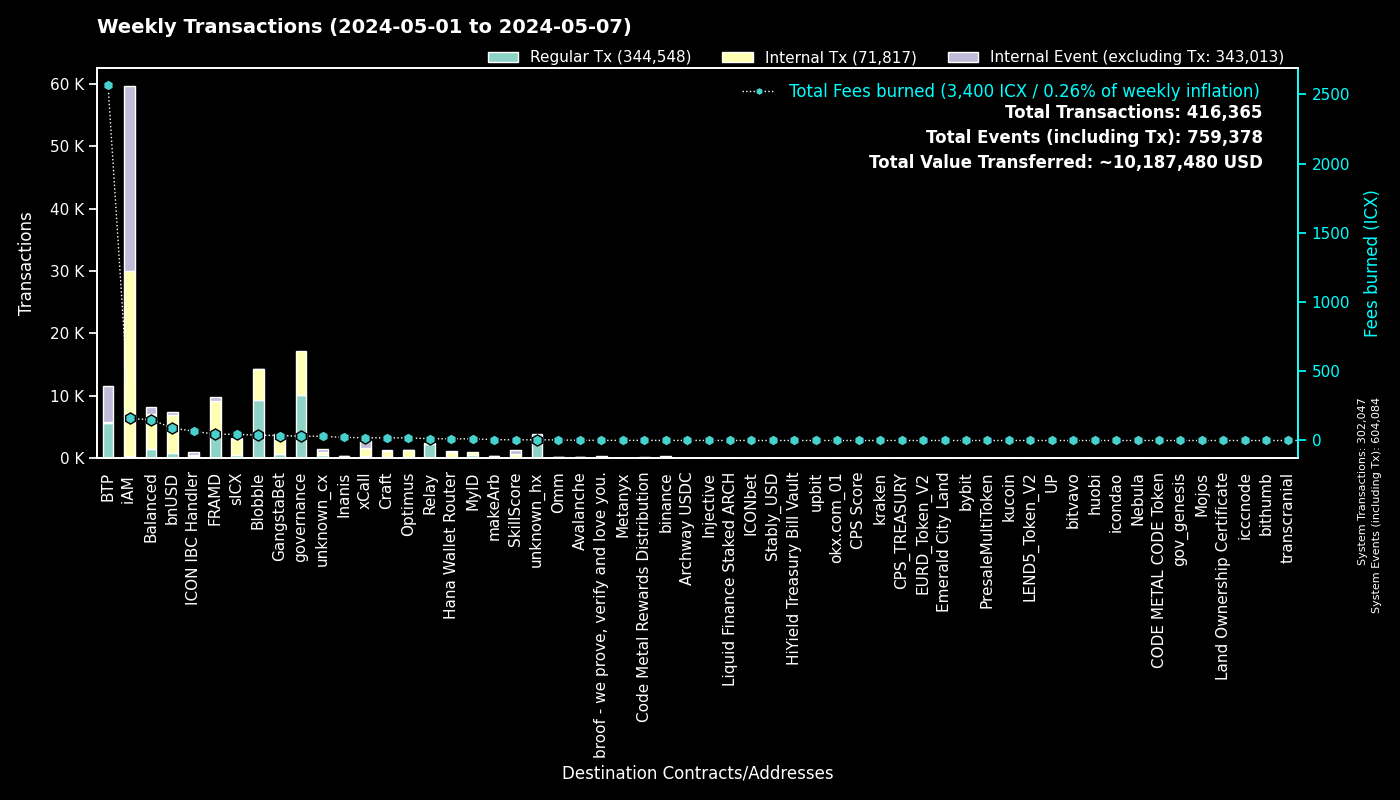 Weekly Transactions (2024-05-01 to 2024-05-07)
Regular Tx (344,548)
Internal Tx (71,817)
Internal Event (excluding Tx: 343,013)
Total Fees burned (3,400 ICX / 0.26% of weekly inflation)
Total Transactions: 416,365
Total Events (including Tx): 759,378
Total Value Transferred: ~10,187,480 USD
Transactions
60 K
50 K
40 K
30 K
20 K
10 K
0 K
2500
2000
1500
1000
500
0
Fees burned (ICX)
System Transactions: 302,047
System Events (including Tx): 604,084
BTP
iAM
Balanced
bnUSD
ICON IBC Handler
FRAMD
sICX
Blobble
GangstaBet
governance
unknown_cx
Inanis
xCall
Craft
Optimus
Relay
Hana Wallet Router
MyID
makeArb
SkillScore
unknown_hx
Omm
Avalanche
broof - we prove, verify and love you.
Metanyx
Code Metal Rewards Distribution
binance
Archway USDC
Injective
Liquid Finance Staked ARCH
ICONbet
Stably_USD
HiYield Treasury Bill Vault
upbit
okx.com_01
CPS Score
kraken
CPS_TREASURY
EURD_Token_V2
Emerald City Land
bybit
PresaleMultiToken
kucoin
LEND5_Token_V2
UP
bitvavo
huobi
icondao
Nebula
CODE METAL CODE Token
gov_genesis
Mojos
Land Ownership Certificate
icccnode
bithumb
transcranial
Destination Contracts/Addresses